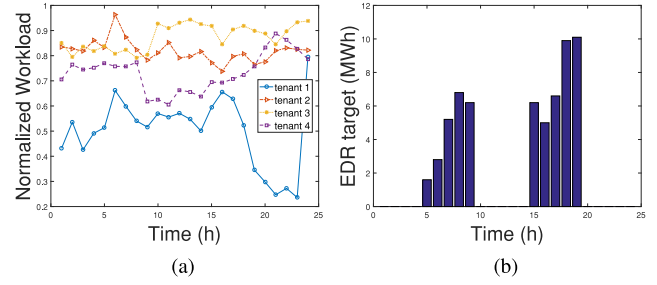 1
0.9
0.8
0.7
0.6
0.5
0.4
0.3
0.2
0 5 10 15 20 25
Normalized Workload
Time (h)
tenant 1
tenant 2
tenant 3
tenant 4
(a)
12
10
8
6
4
2
0
0 5 10 15 20 25
EDR target (MWh)
Time (h)
(b)